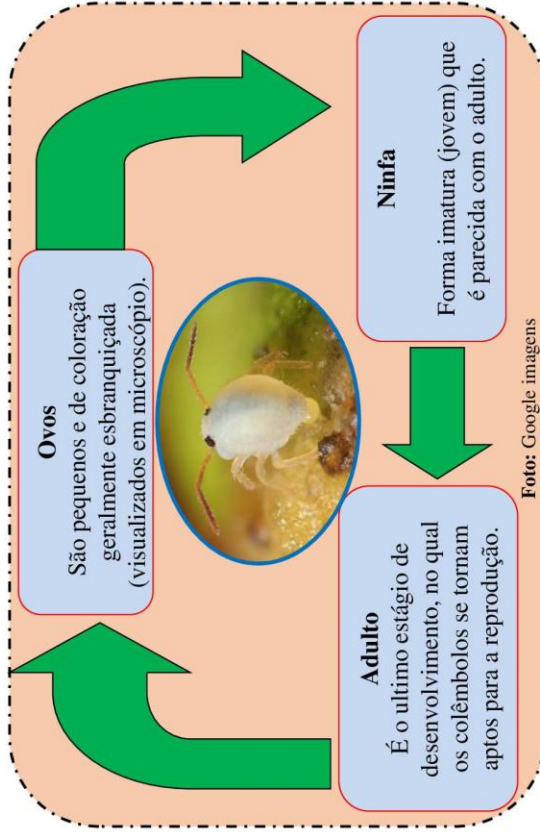 Ovos
São pequenos e de coloração
geralmente esbranquiçada
(visualizados em microscópio).
Ninfa
Forma imatura (jovem) que
é parecida com o adulto.
Adulto
É o ultimo estágio de
desenvolvimento, no qual
os colêmbolos se tornam
aptos para a reprodução.
Foto: Google imagens